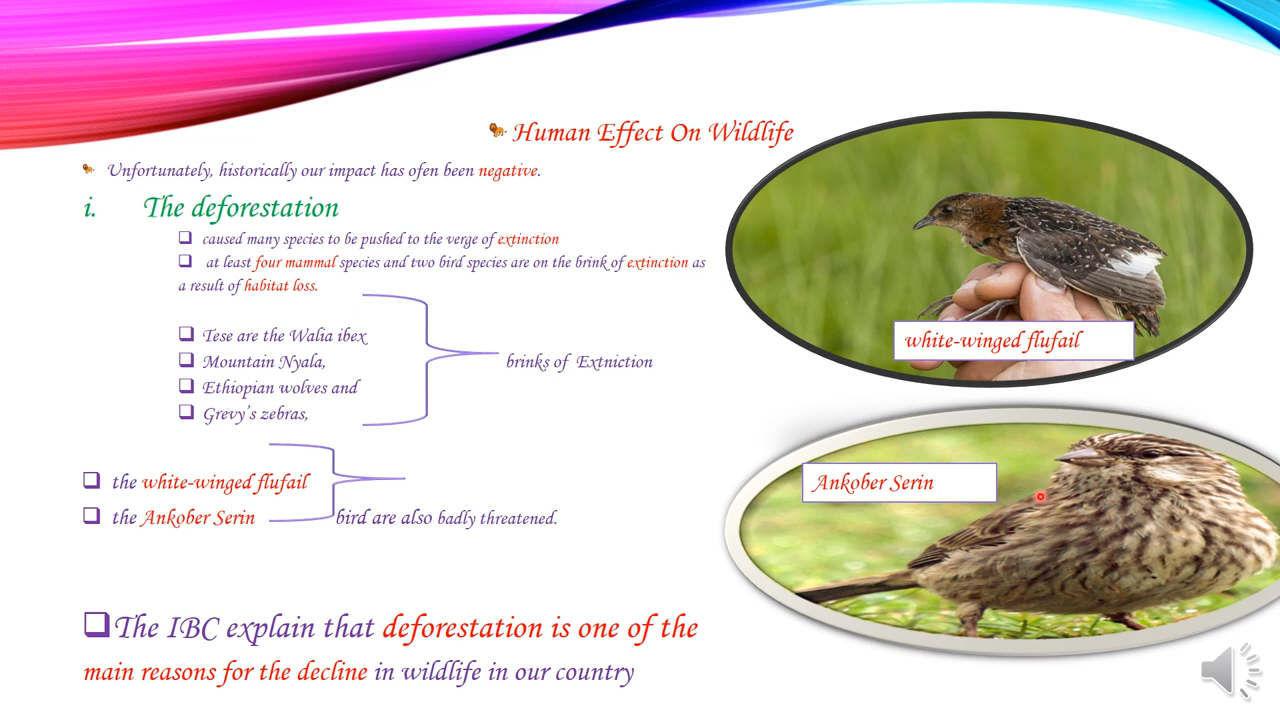 Human Effect On Wildlife
Unfortunately, historically our impact has ofen been negative.
i. The deforestation
caused many species to be pushed to the verge of extinction
at least four mammal species and two bird species are on the brink of extinction as
a result of habitat loss.
Tese are the Walia ibex
Mountain Nyala,
brinks of Extniction
Ethiopian wolves and
Grevy's zebras,
the white-winged flufail
the Ankober Serin
bird are also badly threatened.
The IBC explain that deforestation is one of the
main reasons for the decline in wildlife in our country
white-winged flufail
Ankober Serin